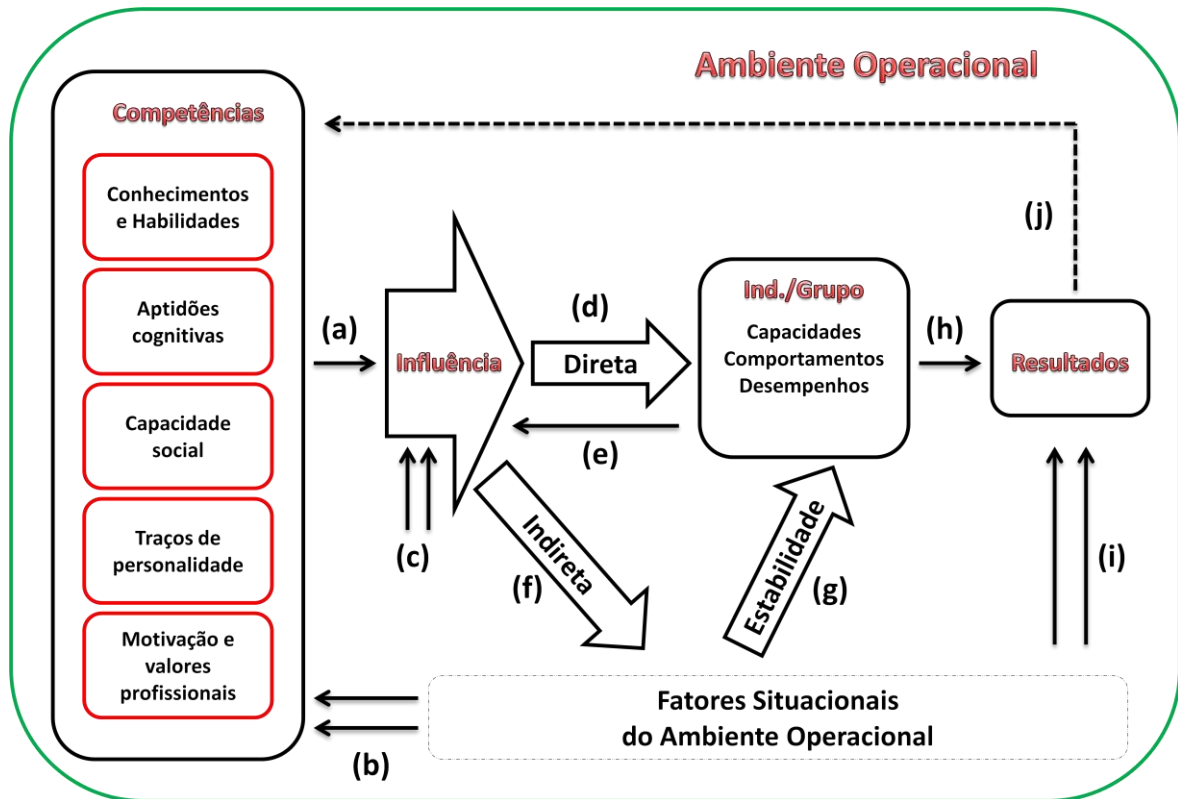 Ambiente Operacional
Competências
Conhecimentos
e Habilidades
Aptidões
cognitivas
Capacidade
social
Traços de
personalidade
Motivação e
valores
profissionais
(a)
(b)
Influência
(c)
(d)
Direta
(e)
Indireta
(f)
Ind./Grupo
Capacidades
Comportamentos
Desempenhos
Estabilidade
(g)
(h)
Resultados
(i)
(j)
Fatores Situacionais
do Ambiente Operacional